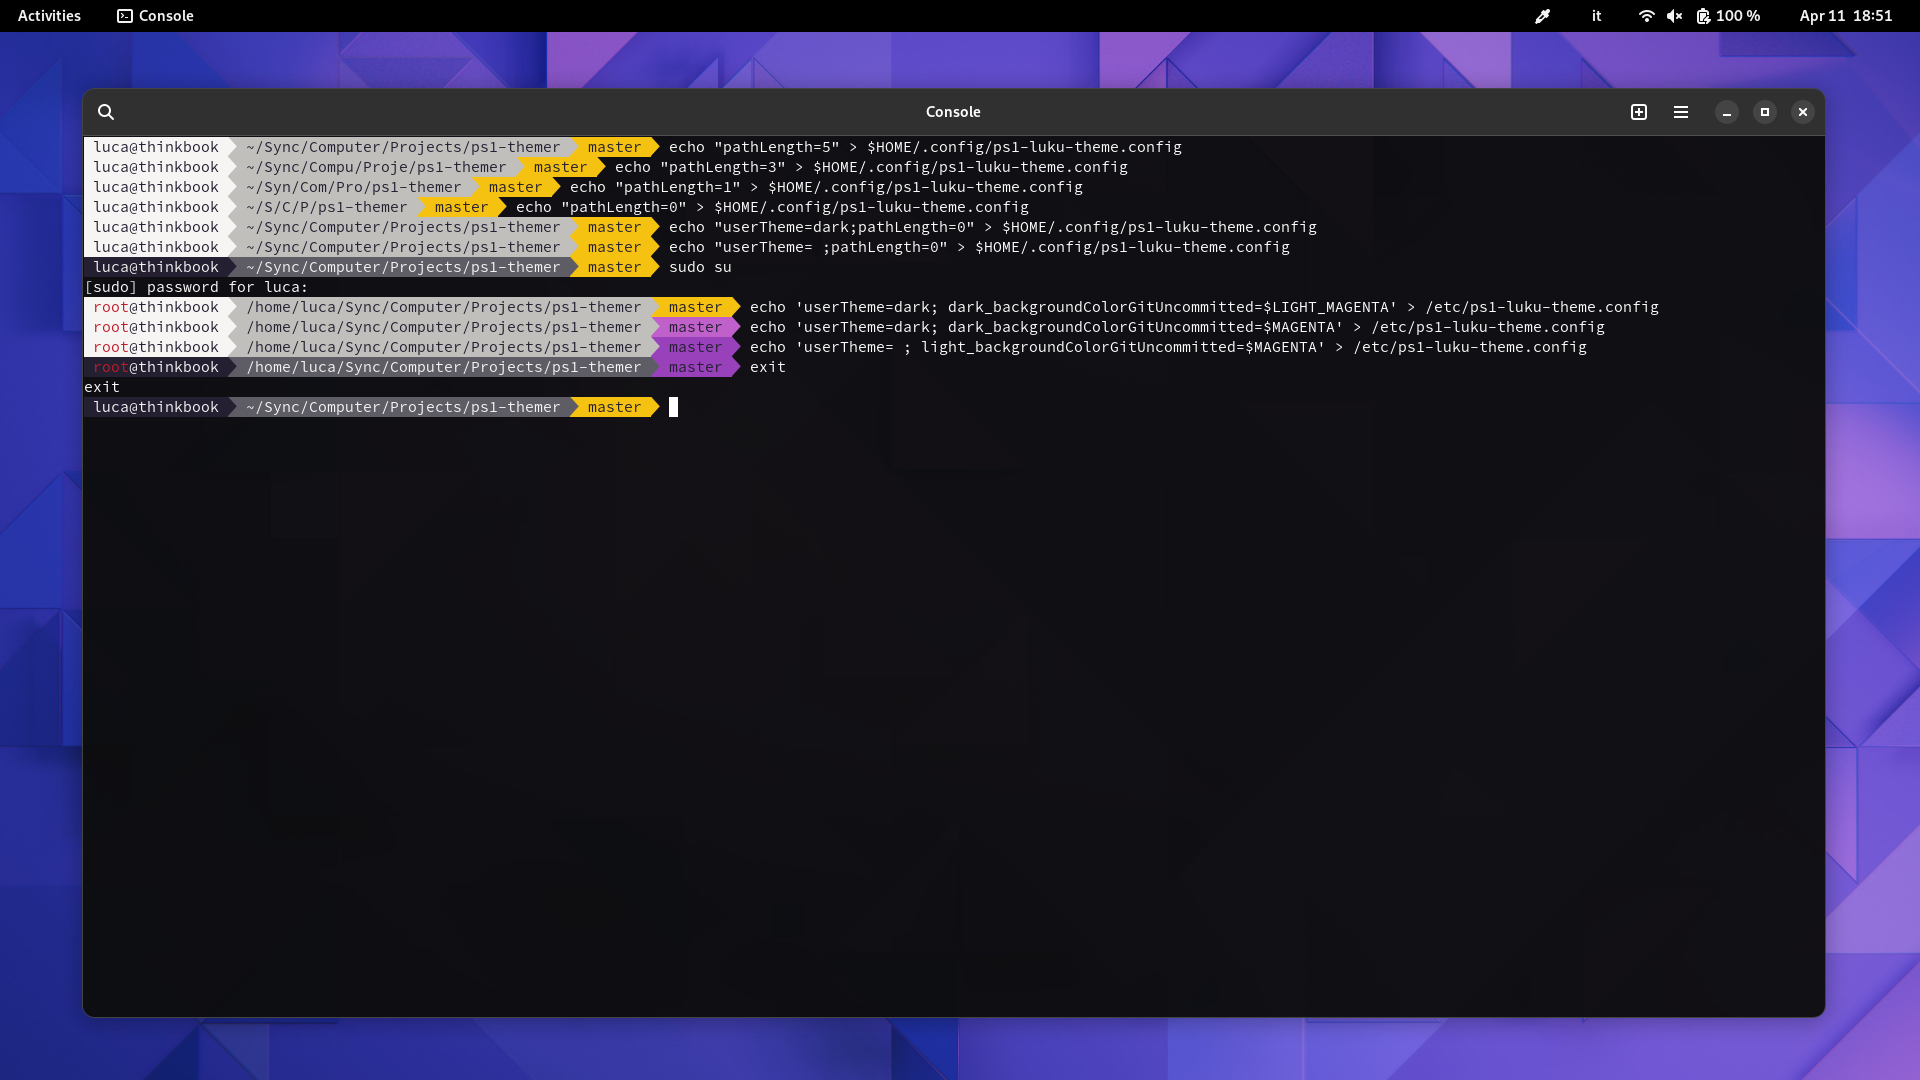 Activities Console it 100 % Apr 11 18:51
Console
luca@thinkbook ~/Sync/Computer/Projects/ps1-themer master echo "pathLength=5" > $HOME/.config/ps1-luku-theme.config
luca@thinkbook ~/Sync/Compu/Proje/ps1-themer master echo "pathLength=3" > $HOME/.config/ps1-luku-theme.config
luca@thinkbook ~/Syn/Com/Pro/ps1-themer master echo "pathLength=1" > $HOME/.config/ps1-luku-theme.config
luca@thinkbook ~/S/C/P/ps1-themer master echo "pathLength=0" > $HOME/.config/ps1-luku-theme.config
luca@thinkbook ~/Sync/Computer/Projects/ps1-themer master echo "userTheme=dark;pathLength=0" > $HOME/.config/ps1-luku-theme.config
luca@thinkbook ~/Sync/Computer/Projects/ps1-themer master echo "userTheme= ;pathLength=0" > $HOME/.config/ps1-luku-theme.config
luca@thinkbook ~/Sync/Computer/Projects/ps1-themer master sudo su
[sudo] password for luca:
root@thinkbook /home/luca/Sync/Computer/Projects/ps1-themer master echo 'userTheme=dark; dark_backgroundColorGitUncommitted=$LIGHT_MAGENTA' > /etc/ps1-luku-theme.config
root@thinkbook /home/luca/Sync/Computer/Projects/ps1-themer master echo 'userTheme=dark; dark_backgroundColorGitUncommitted=$MAGENTA' > /etc/ps1-luku-theme.config
root@thinkbook /home/luca/Sync/Computer/Projects/ps1-themer master echo 'userTheme= ; light_backgroundColorGitUncommitted=$MAGENTA' > /etc/ps1-luku-theme.config
root@thinkbook /home/luca/Sync/Computer/Projects/ps1-themer master exit
exit
luca@thinkbook ~/Sync/Computer/Projects/ps1-themer master